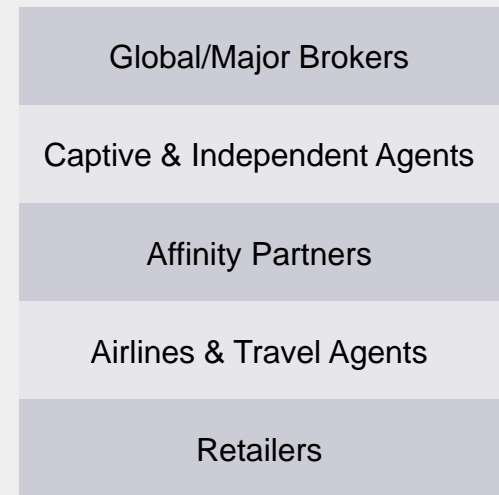 Global/Major Brokers
Captive & Independent Agents
Affinity Partners
Airlines & Travel Agents
Retailers